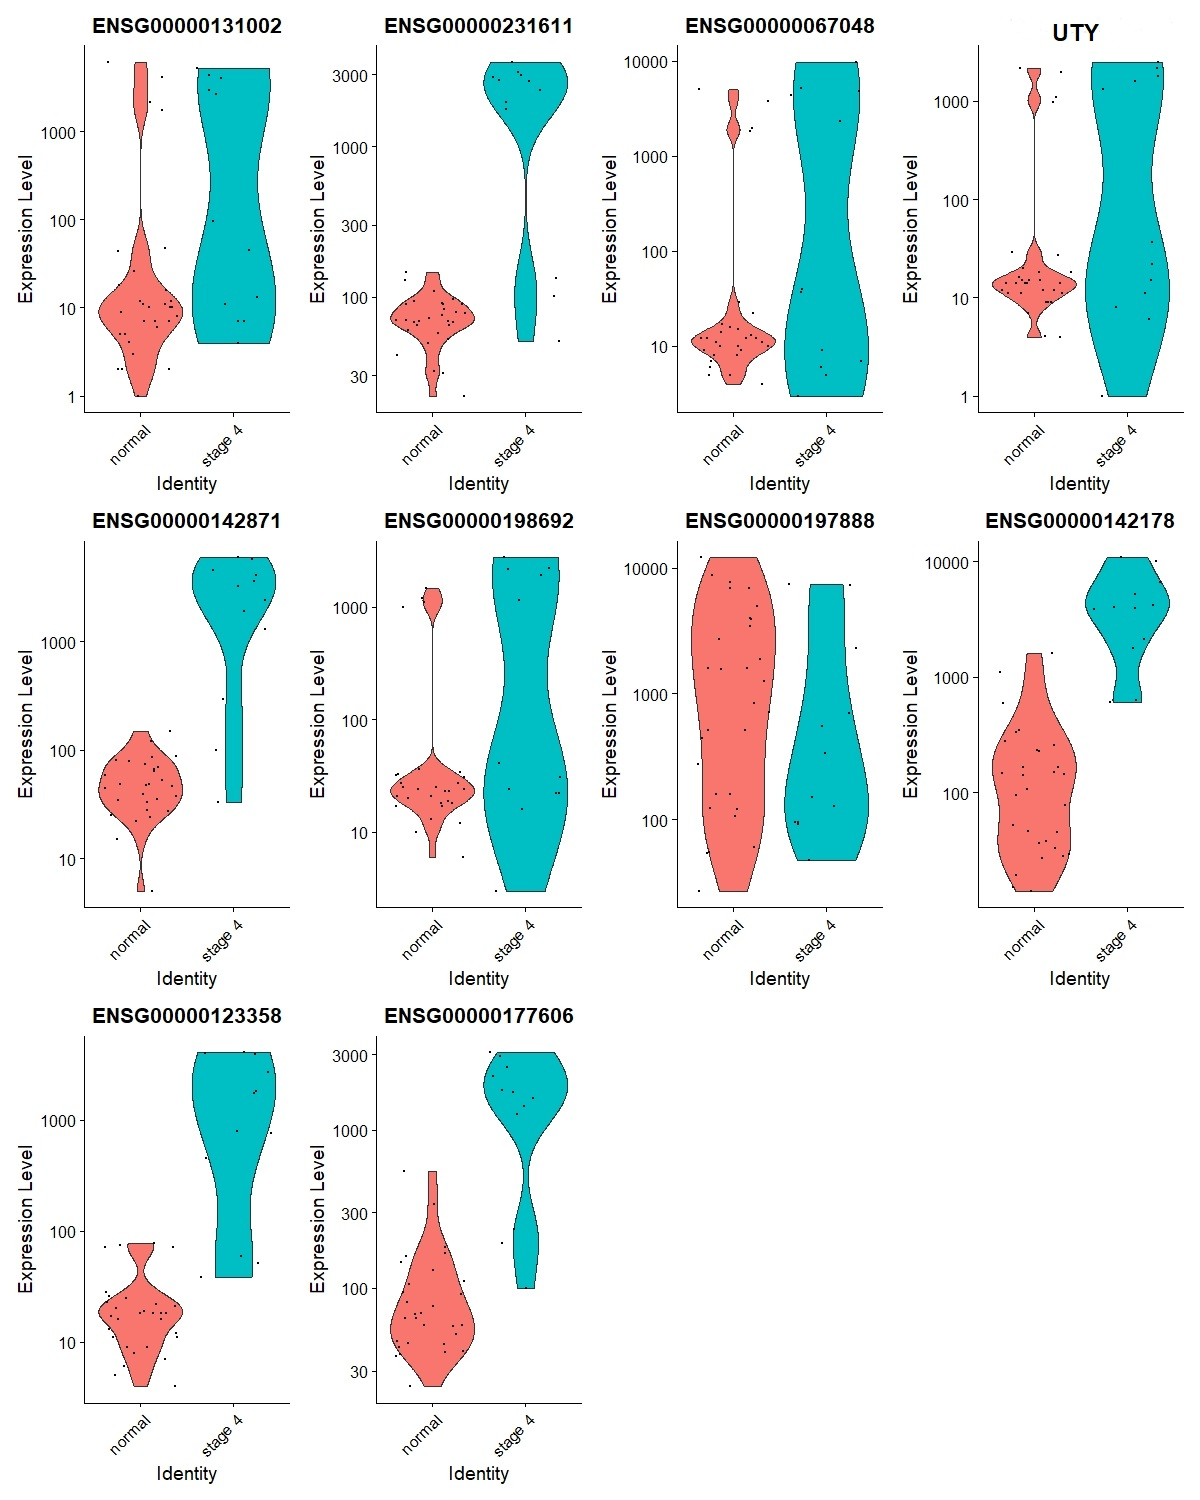 ENSG00000131002
ENSG00000231611
ENSG00000067048
UTY
Expression Level
1000
100
10
1
normal
stage 4
Identity
Expression Level
3000
1000
300
100
30
normal
stage 4
Identity
Expression Level
10000
1000
100
10
normal
stage 4
Identity
Expression Level
1000
100
10
1
normal
stage 4
Identity
ENSG00000142871
ENSG00000198692
ENSG00000197888
ENSG00000142178
Expression Level
1000
100
10
normal
stage 4
Identity
Expression Level
1000
100
10
normal
stage 4
Identity
Expression Level
10000
1000
100
normal
stage 4
Identity
Expression Level
10000
1000
100
normal
stage 4
Identity
ENSG00000123358
ENSG00000177606
Expression Level
1000
100
10
normal
stage 4
Identity
Expression Level
3000
1000
300
100
30
normal
stage 4
Identity